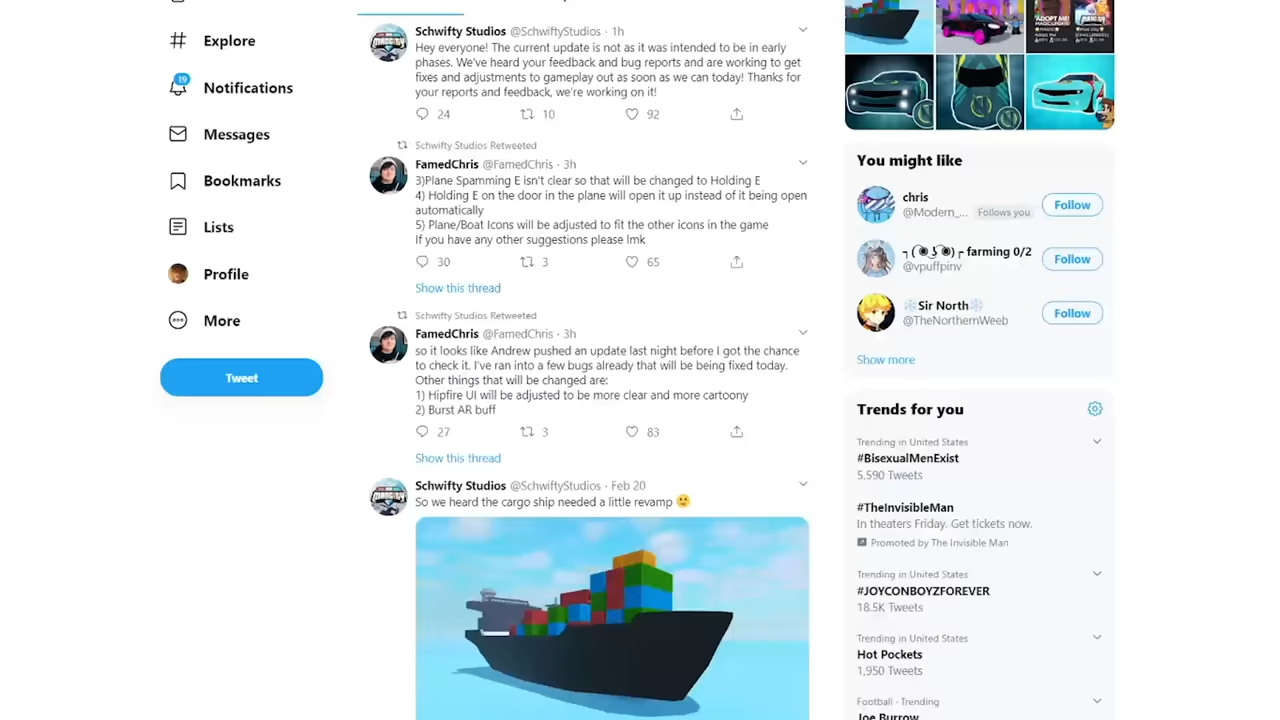 Explore
19
Notifications
Messages
Bookmarks
Lists
Profile
More
Tweet
Schwifty Studios @SchwiftyStudios · 1h
Hey everyone! The current update is not as it was intended to be in early
phases. We've heard your feedback and bug reports and are working to get
fixes and adjustments to gameplay out as soon as we can today! Thanks for
your reports and feedback, we're working on it!
24 10 92
Schwifty Studios Retweeted
FamedChris @FamedChris · 3h
3)Plane Spamming E isn't clear so that will be changed to Holding E
4) Holding E on the door in the plane will open it up instead of it being open
automatically
5) Plane/Boat Icons will be adjusted to fit the other icons in the game
If you have any other suggestions please lmk
30 3 65
Show this thread
Schwifty Studios Retweeted
FamedChris @FamedChris · 3h
so it looks like Andrew pushed an update last night before I got the chance
to check it. I've ran into a few bugs already that will be being fixed today.
Other things that will be changed are:
1) Hipfire UI will be adjusted to be more clear and more cartoony
2) Burst AR buff
27 3 83
Show this thread
Schwifty Studios @SchwiftyStudios · Feb 20
So we heard the cargo ship needed a little revamp 🙂
ADOPT ME!
You might like
chris
@Modern_... Follows you
Follow
farming 0/2
@vpuffpinv
Follow
❄️Sir North❄️
@TheNorthernWeeb
Follow
Show more
Trends for you
Trending in United States
#BisexualMenExist
5,590 Tweets
#TheInvisibleMan
In theaters Friday. Get tickets now.
Promoted by The Invisible Man
Trending in United States
#JOYCONBOYZFOREVER
18.5K Tweets
Trending in United States
Hot Pockets
1,950 Tweets
Football · Trending
Joe Burrow